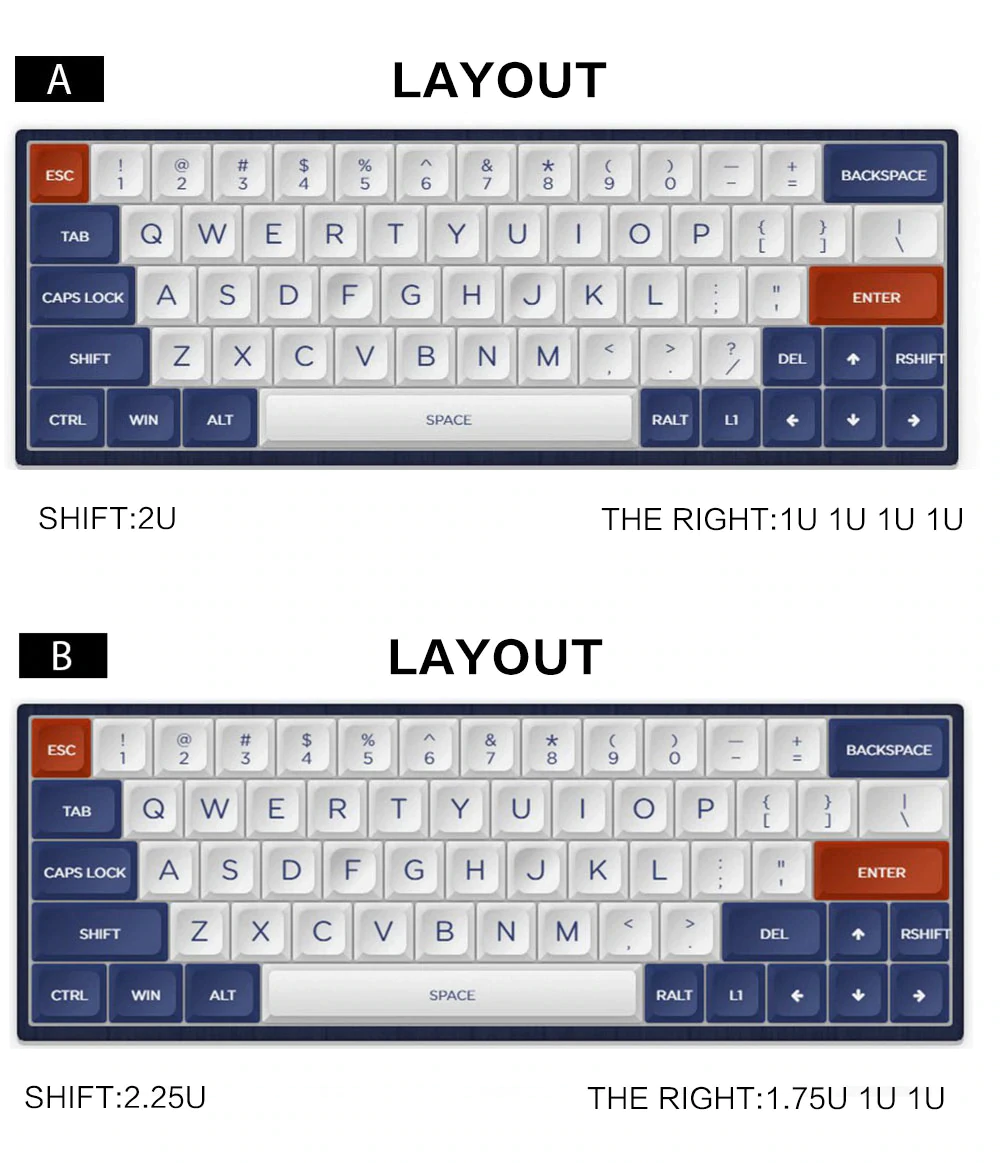 A
LAYOUT
ESC ! 1 @ 2 # 3 $ 4 % 5 ^ 6 & 7 * 8 ( 9 ) 0 — - + = BACKSPACE
TAB Q W E R T Y U I O P { [ } ] | \
CAPS LOCK A S D F G H J K L : ; " ' ENTER
SHIFT Z X C V B N M < , > . ? / DEL ↑ RSHIFT
CTRL WIN ALT SPACE RALT L1 ← ↓ →
SHIFT:2U THE RIGHT:1U 1U 1U 1U
B
LAYOUT
ESC ! 1 @ 2 # 3 $ 4 % 5 ^ 6 & 7 * 8 ( 9 ) 0 — - + = BACKSPACE
TAB Q W E R T Y U I O P { [ } ] | \
CAPS LOCK A S D F G H J K L : ; " ' ENTER
SHIFT Z X C V B N M < , > . DEL ↑ RSHIFT
CTRL WIN ALT SPACE RALT L1 ← ↓ →
SHIFT:2.25U THE RIGHT:1.75U 1U 1U